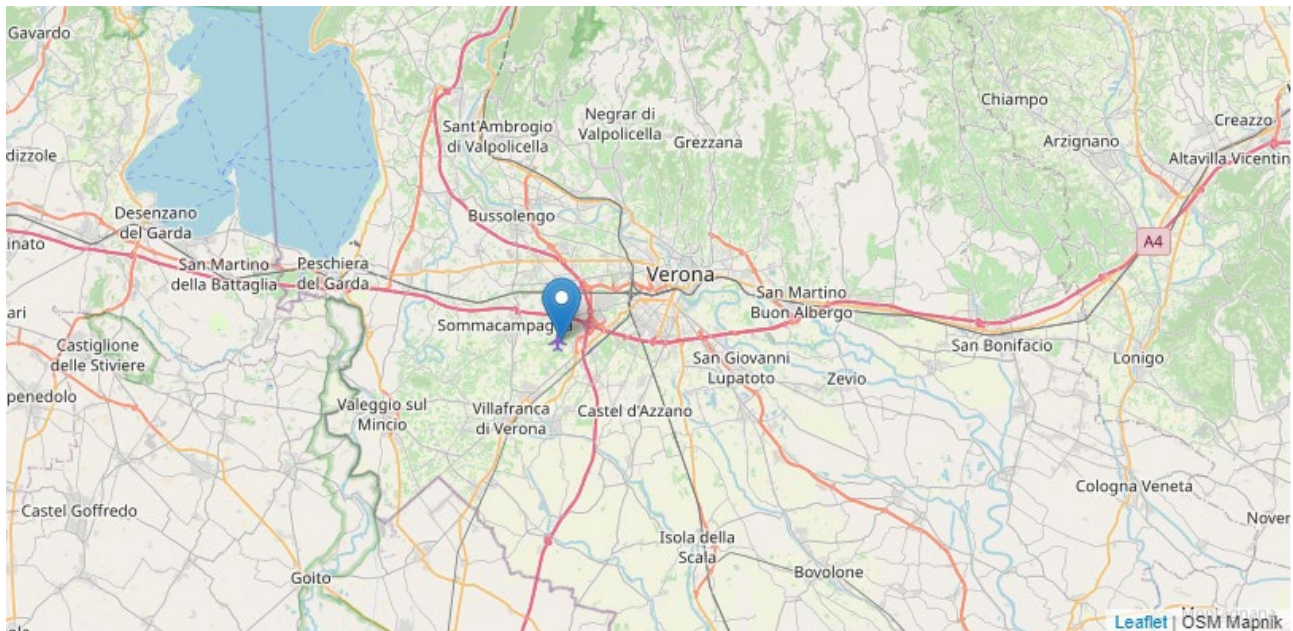 Gavardo
Chiampo
Negrar di
Valpolicella
Sant'Ambrogio
di Valpolicella
Grezzana
Creazzo
Arzignano
dizzole
Altavilla Vicentin
Desenzano
del Garda
Bussolengo
inato
A4
San Martino
della Battaglia
Peschiera
del Garda
Verona
San Martino
Buon Albergo
ari
Sommacampagna
Castiglione
delle Stiviere
San Bonifacio
San Giovanni
Lupatoto
Lonigo
Zevio
penedolo
Valeggio sul
Mincio
Villafranca
di Verona
Castel d'Azzano
Cologna Veneta
Castel Goffredo
Nover
Isola della
Scala
Bovolone
Goito
Montagnana
Leaflet | OSM Mapnik